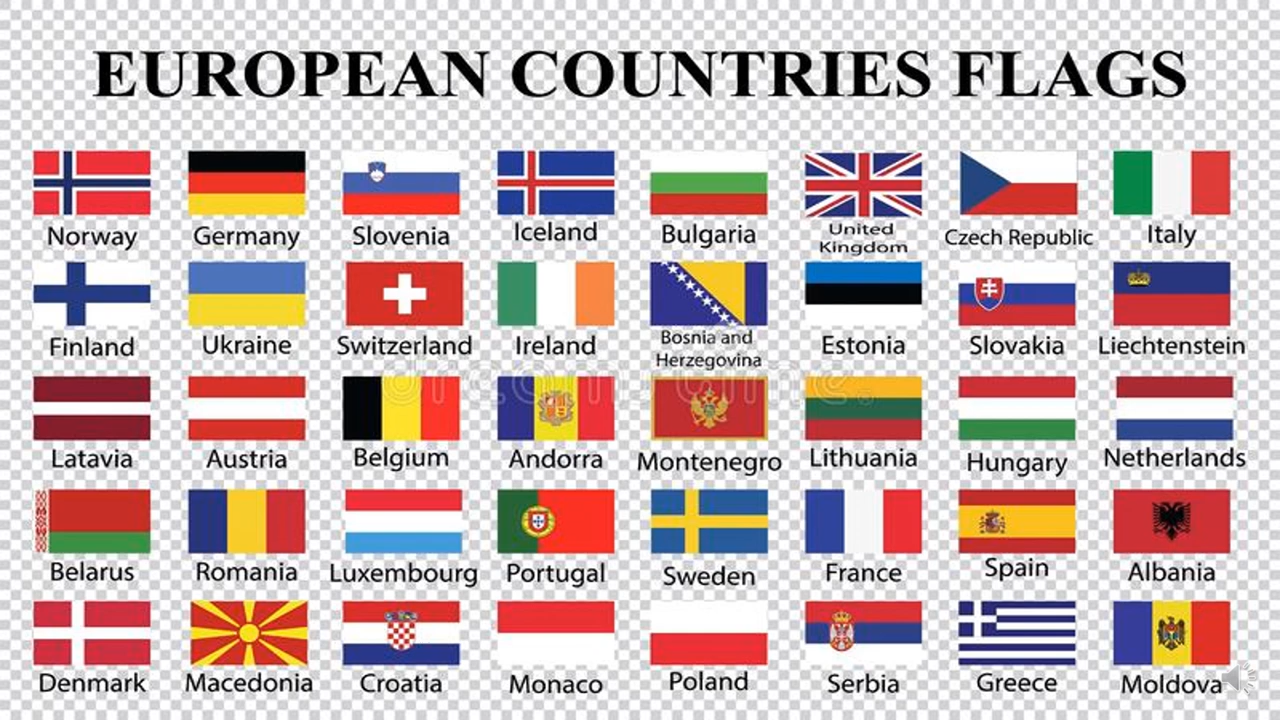 EUROPEAN COUNTRIES FLAGS
Norway Germany Slovenia Iceland Bulgaria United Kingdom Czech Republic Italy
Finland Ukraine Switzerland Ireland Bosnia and Herzegovina Estonia Slovakia Liechtenstein
dreamstime.
Latavia Austria Belgium Andorra Montenegro Lithuania Hungary Netherlands
Belarus Romania Luxembourg Portugal Sweden France Spain Albania
Denmark Macedonia Croatia Monaco Poland Serbia Greece Moldova